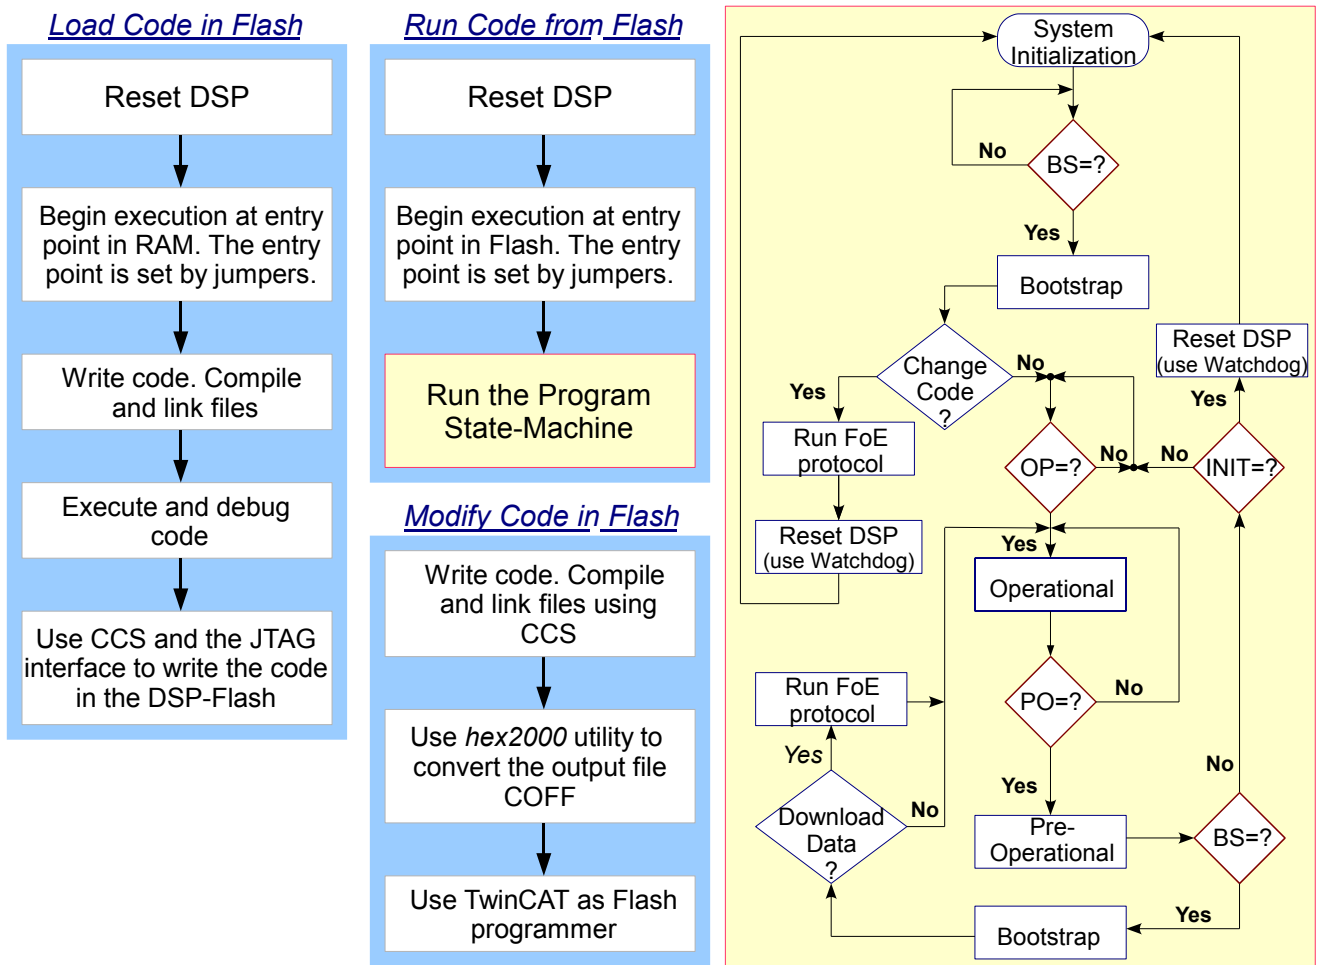 Load Code in Flash
Reset DSP
Begin execution at entry
point in RAM. The entry
point is set by jumpers.
Write code. Compile
and link files
Execute and debug
code
Use CCS and the JTAG
interface to write the code
in the DSP-Flash
Run Code from Flash
Reset DSP
Begin execution at entry
point in Flash. The entry
point is set by jumpers.
Run the Program
State-Machine
Modify Code in Flash
Write code. Compile
and link files using
CCS
Use hex2000 utility to
convert the output file
COFF
Use TwinCAT as Flash
programmer
System
Initialization
No
BS=?
Yes
Bootstrap
Change
Code
?
No
Yes
Run FoE
protocol
Reset DSP
(use Watchdog)
OP=?
No
No
INIT=?
Yes
Reset DSP
(use Watchdog)
Yes
Operational
PO=?
No
Yes
Pre-
Operational
BS=?
No
Yes
Bootstrap
Download
Data
?
No
Yes
Run FoE
protocol